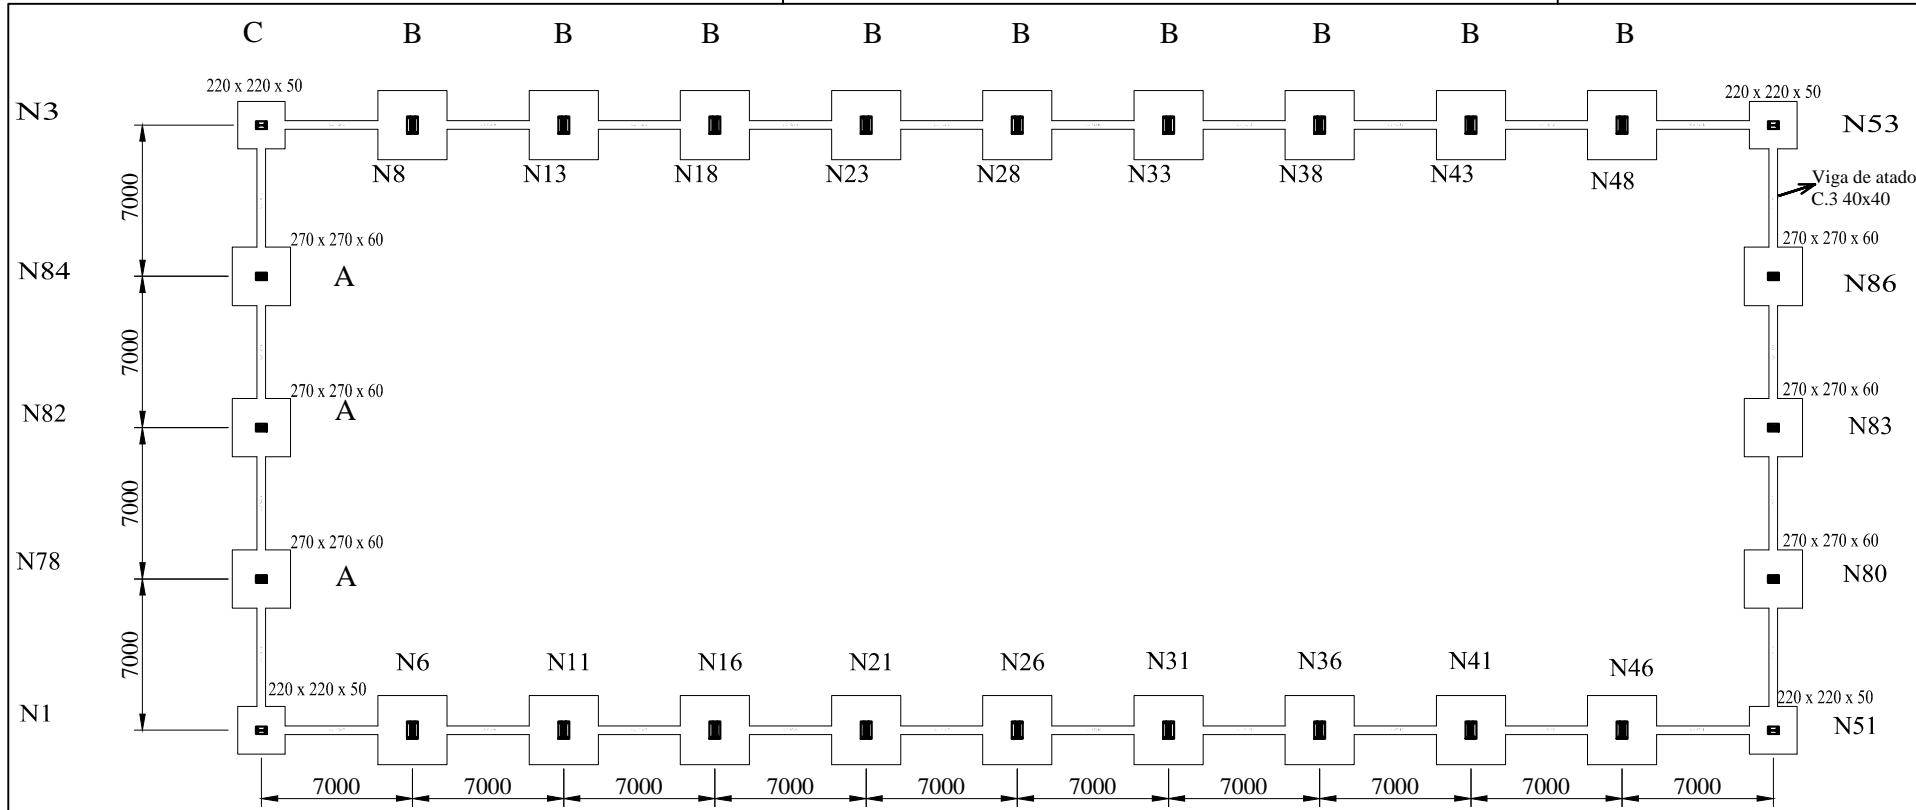 C B B B B B B B B B
220 x 220 x 50 220 x 220 x 50
N3 N53
N8 N13 N18 N23 N28 N33 N38 N43 N48
Viga de atado
C.3 40x40
7000
270 x 270 x 60 270 x 270 x 60
N84 A N86
7000
270 x 270 x 60 270 x 270 x 60
N82 A N83
7000
270 x 270 x 60 270 x 270 x 60
N78 A N80
7000
N6 N11 N16 N21 N26 N31 N36 N41 N46
220 x 220 x 50 220 x 220 x 50
N1 N51
7000 7000 7000 7000 7000 7000 7000 7000 7000 7000